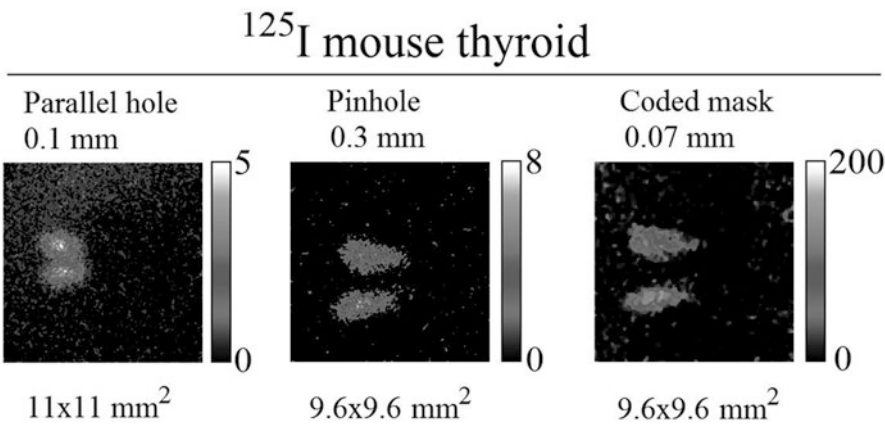 ¹²⁵I mouse thyroid
Parallel hole
0.1 mm
5
0
11x11 mm²
Pinhole
0.3 mm
8
0
9.6x9.6 mm²
Coded mask
0.07 mm
200
0
9.6x9.6 mm²